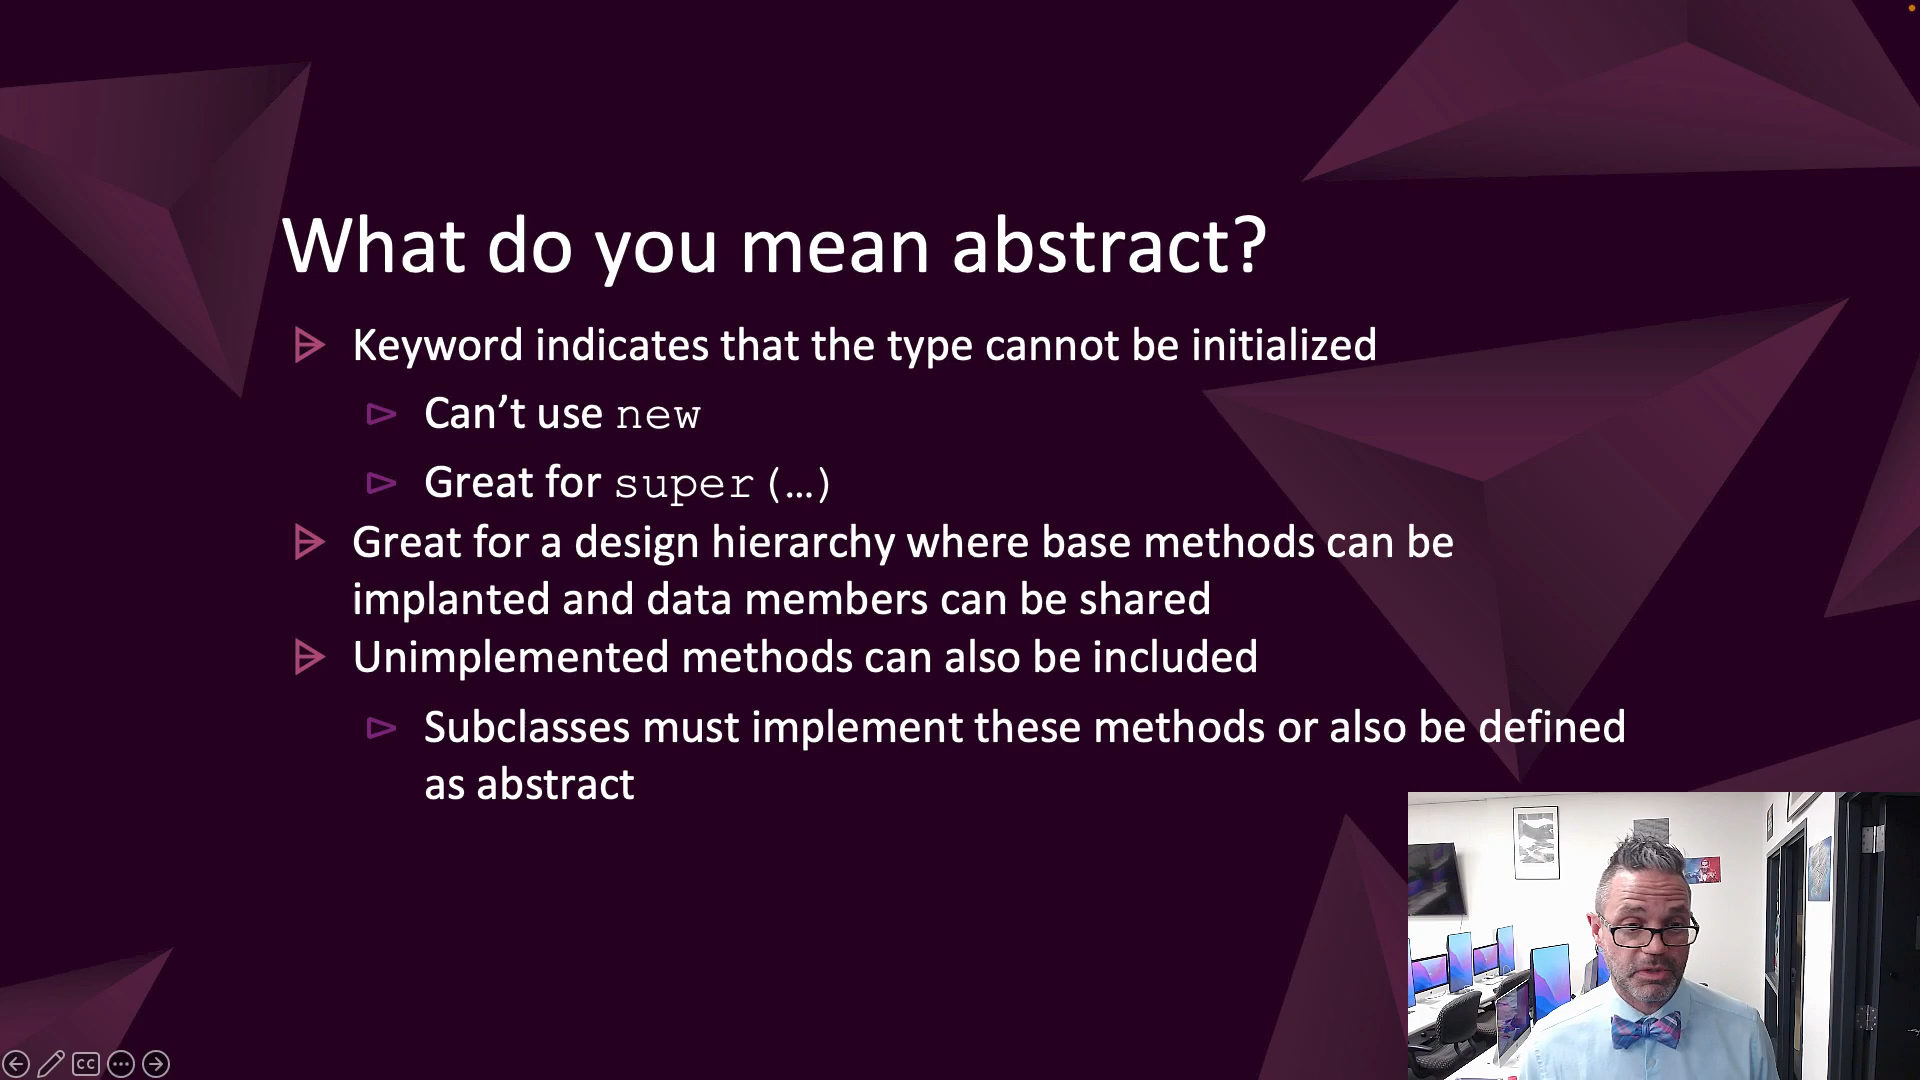 What do you mean abstract?
Keyword indicates that the type cannot be initialized
Can’t use new
Great for super(…)
Great for a design hierarchy where base methods can be
implanted and data members can be shared
Unimplemented methods can also be included
Subclasses must implement these methods or also be defined
as abstract
CC